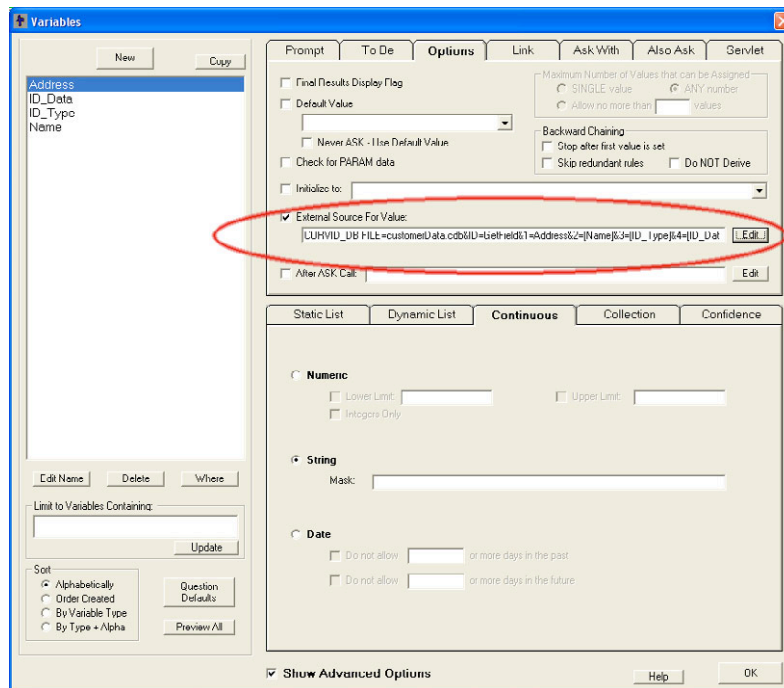 Variables
New
Copy
Address
ID_Data
ID_Type
Name
Edit Name
Delete
Where
Limit to Variables Containing:
Update
Sort
Alphabetically
Order Created
By Variable Type
By Type + Alpha
Question Defaults
Preview All
Prompt
To Be
Options
Link
Ask With
Also Ask
Servlet
Final Results Display Flag
Default Value
Never ASK - Use Default Value
Check for PARAM data
Maximum Number of Values that can be Assigned
SINGLE value
ANY number
Allow no more than
values
Backward Chaining
Stop after first value is set
Skip redundant rules
Do NOT Derive
Initialize to:
External Source For Value:
CORVID_DB FILE=customerData.cdb&ID=GetField&1=Address&2=[Name]&3=[ID_Type]&4=[ID_Dat
Edit
After ASK Call:
Edit
Static List
Dynamic List
Continuous
Collection
Confidence
Numeric
Lower Limit:
Upper Limit:
Integers Only
String
Mask:
Date
Do not allow
or more days in the past
Do not allow
or more days in the future
Show Advanced Options
Help
OK